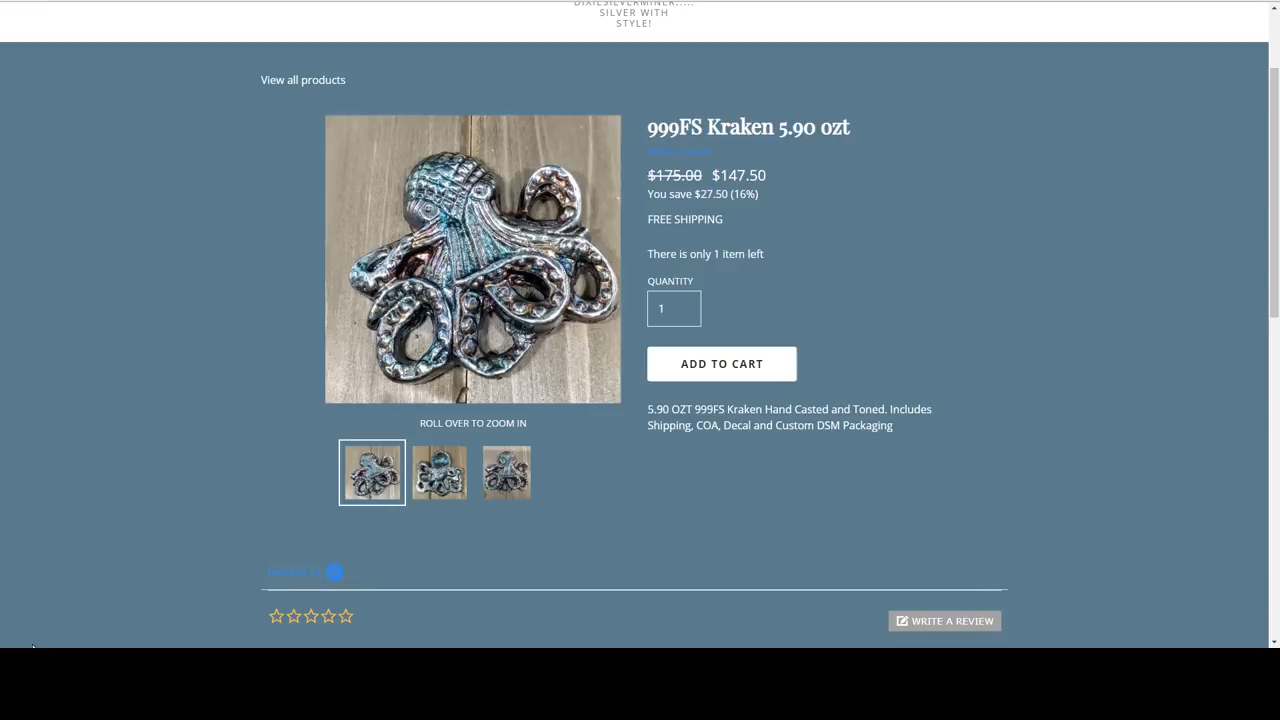 SILVER WITH
STYLE!
View all products
999FS Kraken 5.90 ozt
$175.00 $147.50
You save $27.50 (16%)
FREE SHIPPING
There is only 1 item left
QUANTITY
1
ADD TO CART
5.90 OZT 999FS Kraken Hand Casted and Toned. Includes
Shipping, COA, Decal and Custom DSM Packaging
ROLL OVER TO ZOOM IN
WRITE A REVIEW